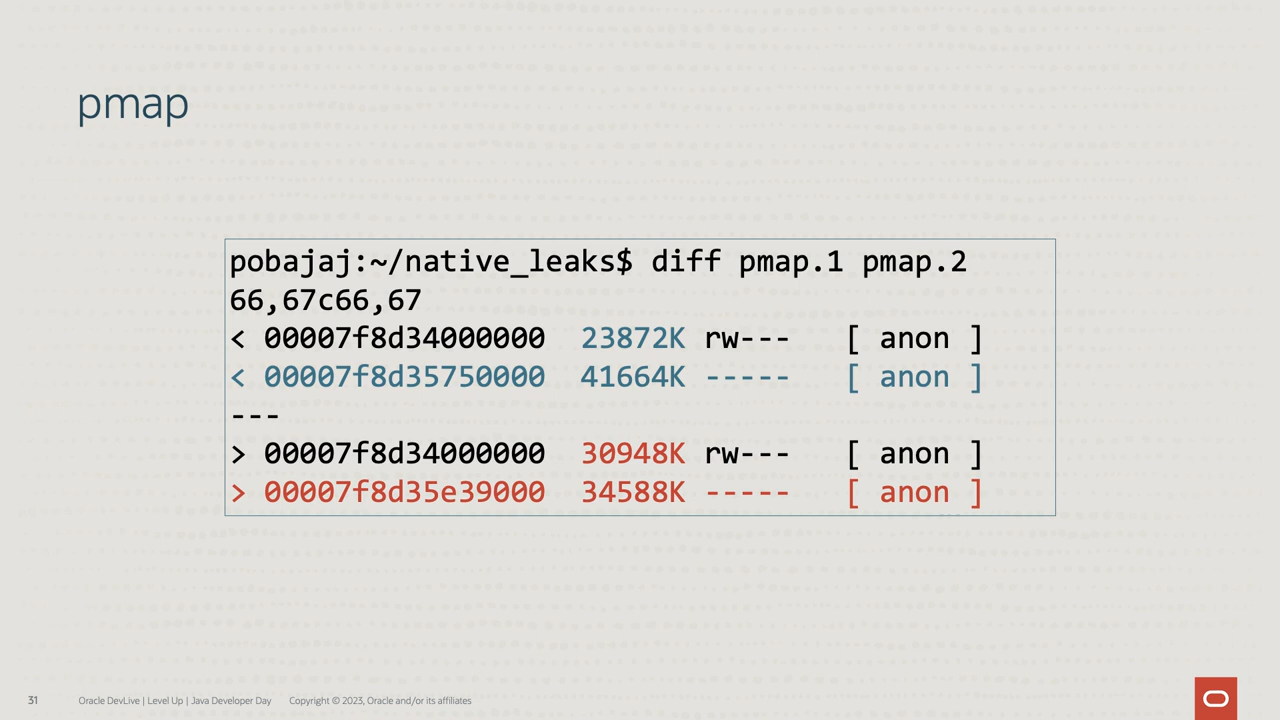 pmap
pobajaj:~/native_leaks$ diff pmap.1 pmap.2
66,67c66,67
< 00007f8d34000000  23872K rw---   [ anon ]
< 00007f8d35750000  41664K -----   [ anon ]
---
> 00007f8d34000000  30948K rw---   [ anon ]
> 00007f8d35e39000  34588K -----   [ anon ]
31 Oracle DevLive | Level Up | Java Developer Day Copyright © 2023, Oracle and/or its affiliates